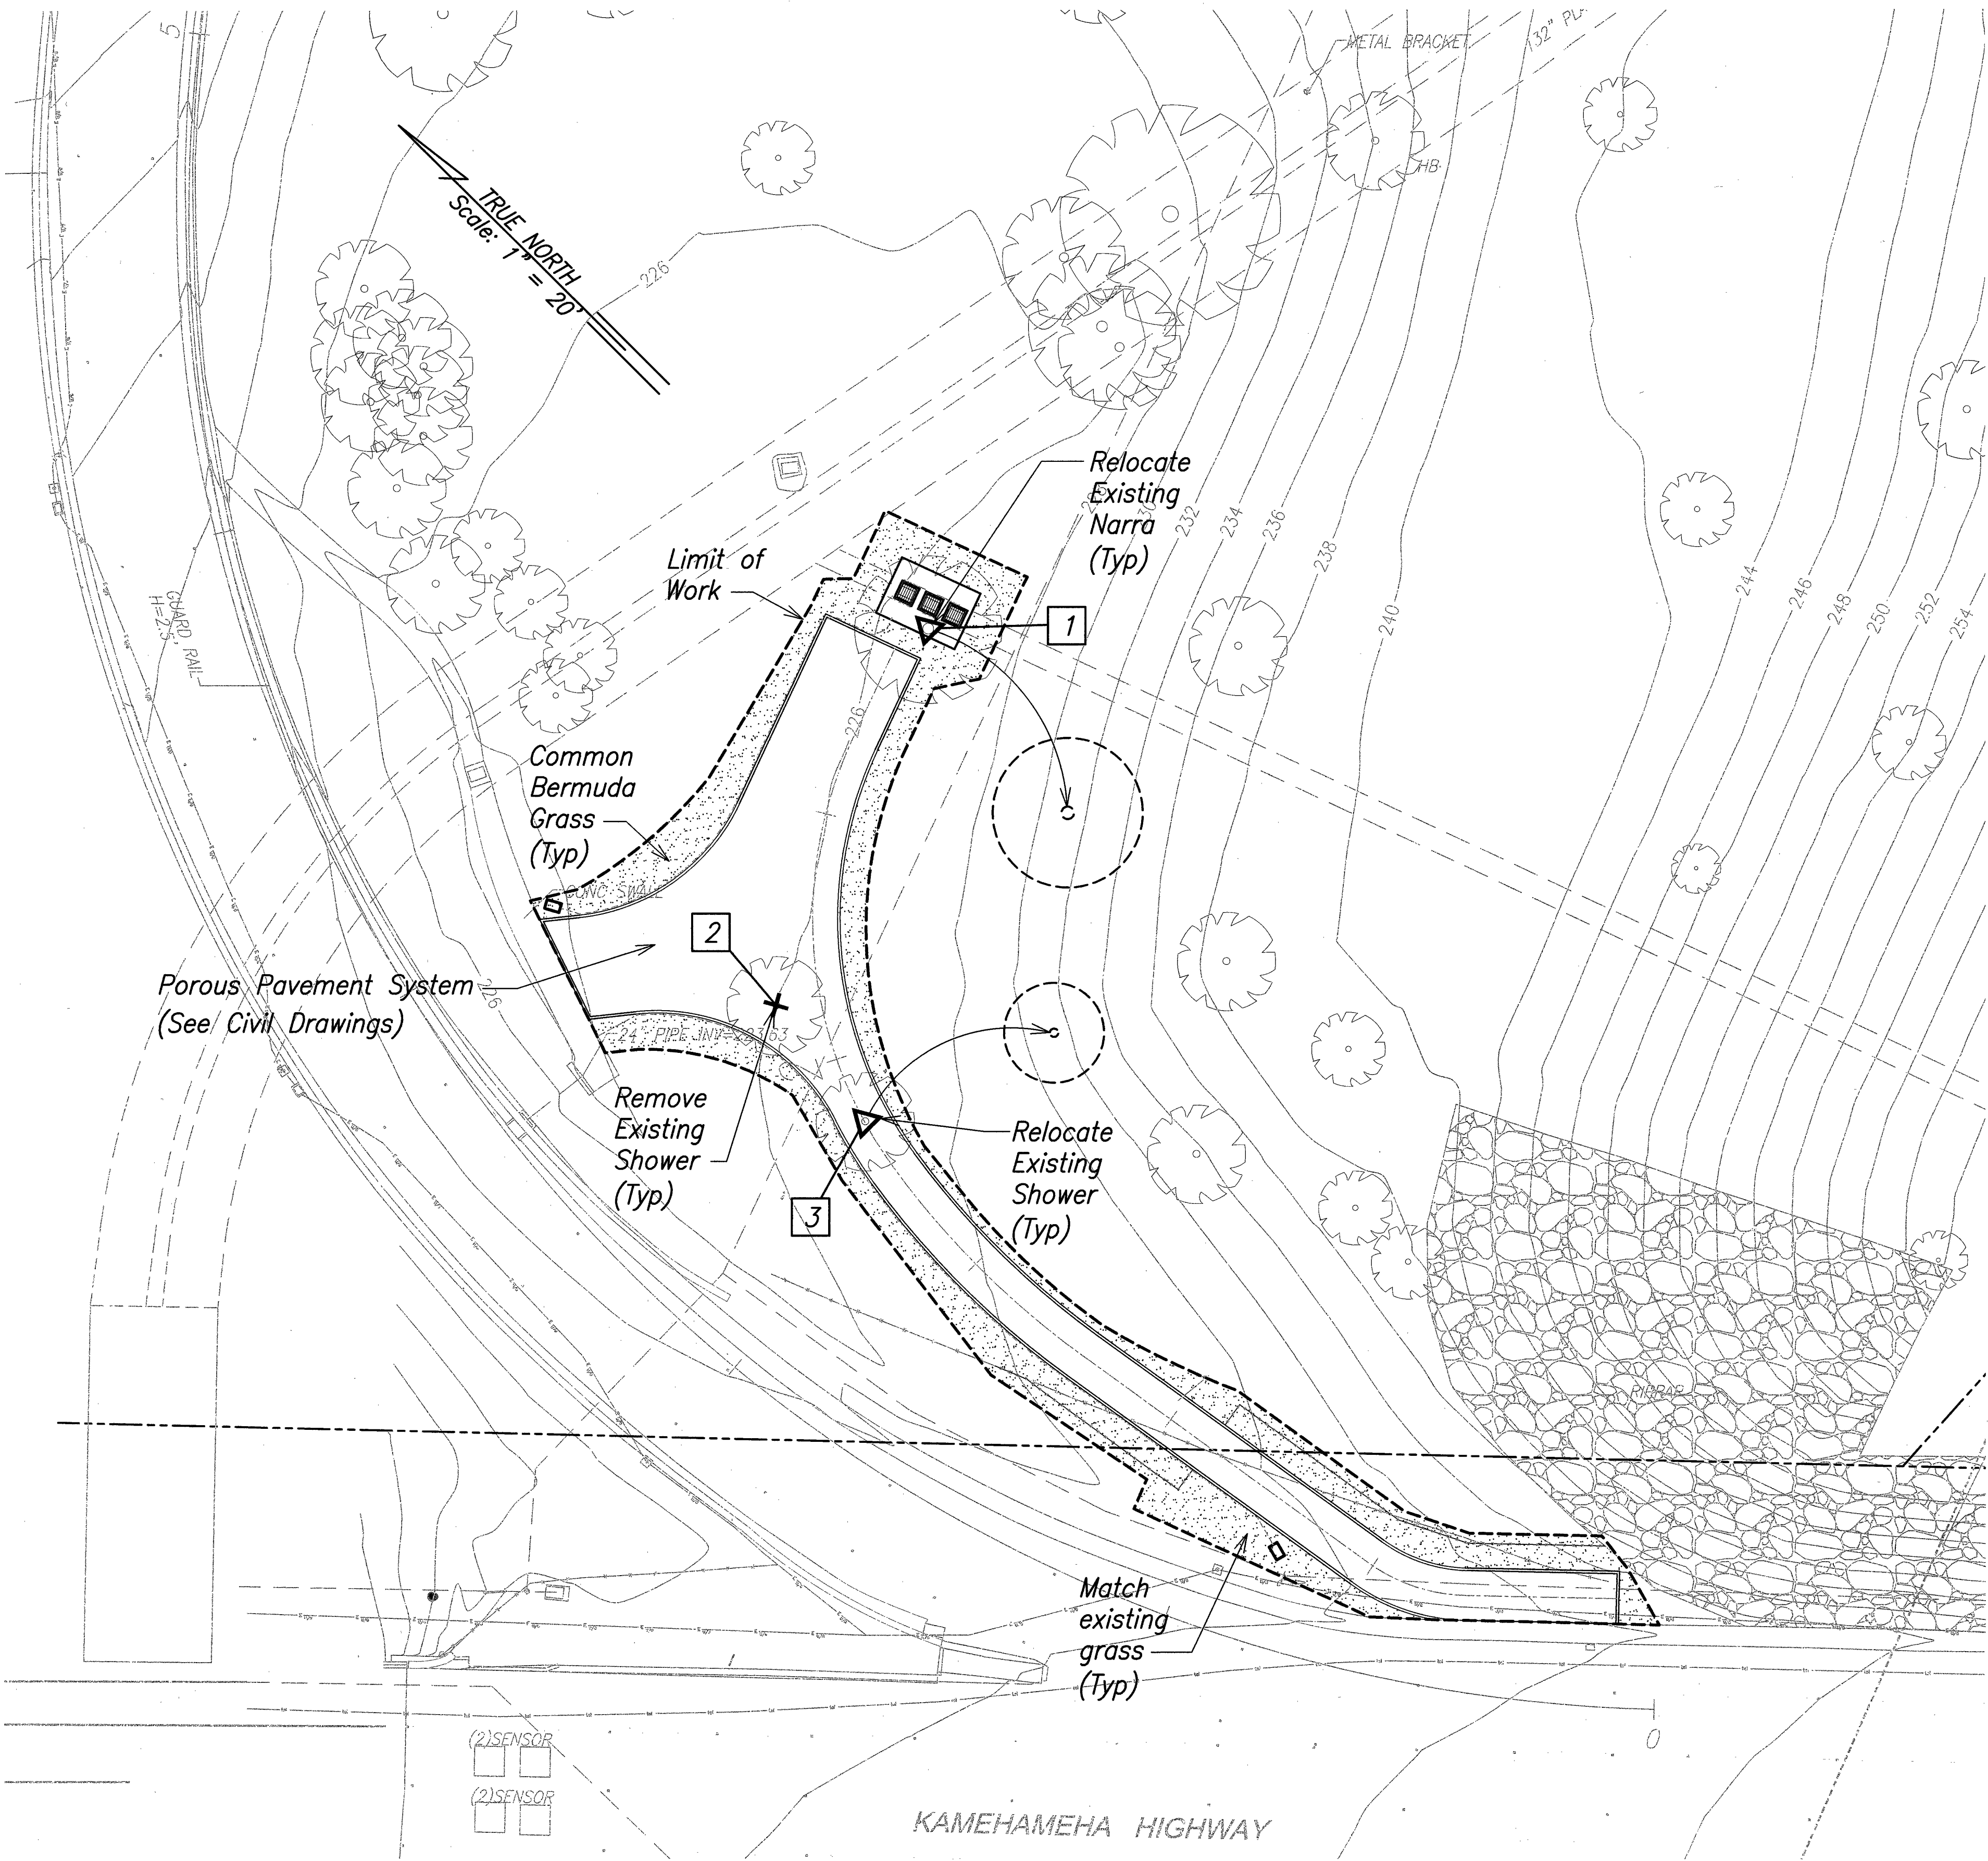 5
METAL BRACKET
HB
TRUE NORTH
Scale: 1" = 20'
226
Relocate
Existing
Narra
(Typ)
232
234
236
238
240
244
246
248
250
252
254
Limit of
Work
1
GUARD RAIL
H=2.5'
226
Common
Bermuda
Grass
(Typ)
CONC SWALE
2
Porous Pavement System
(See Civil Drawings)
226
24" PIPE INV=223.63
Remove
Existing
Shower
(Typ)
3
Relocate
Existing
Shower
(Typ)
RIPRAP
Match
existing
grass
(Typ)
0
(2)SENSOR
(2)SENSOR
KAMEHAMEHA HIGHWAY